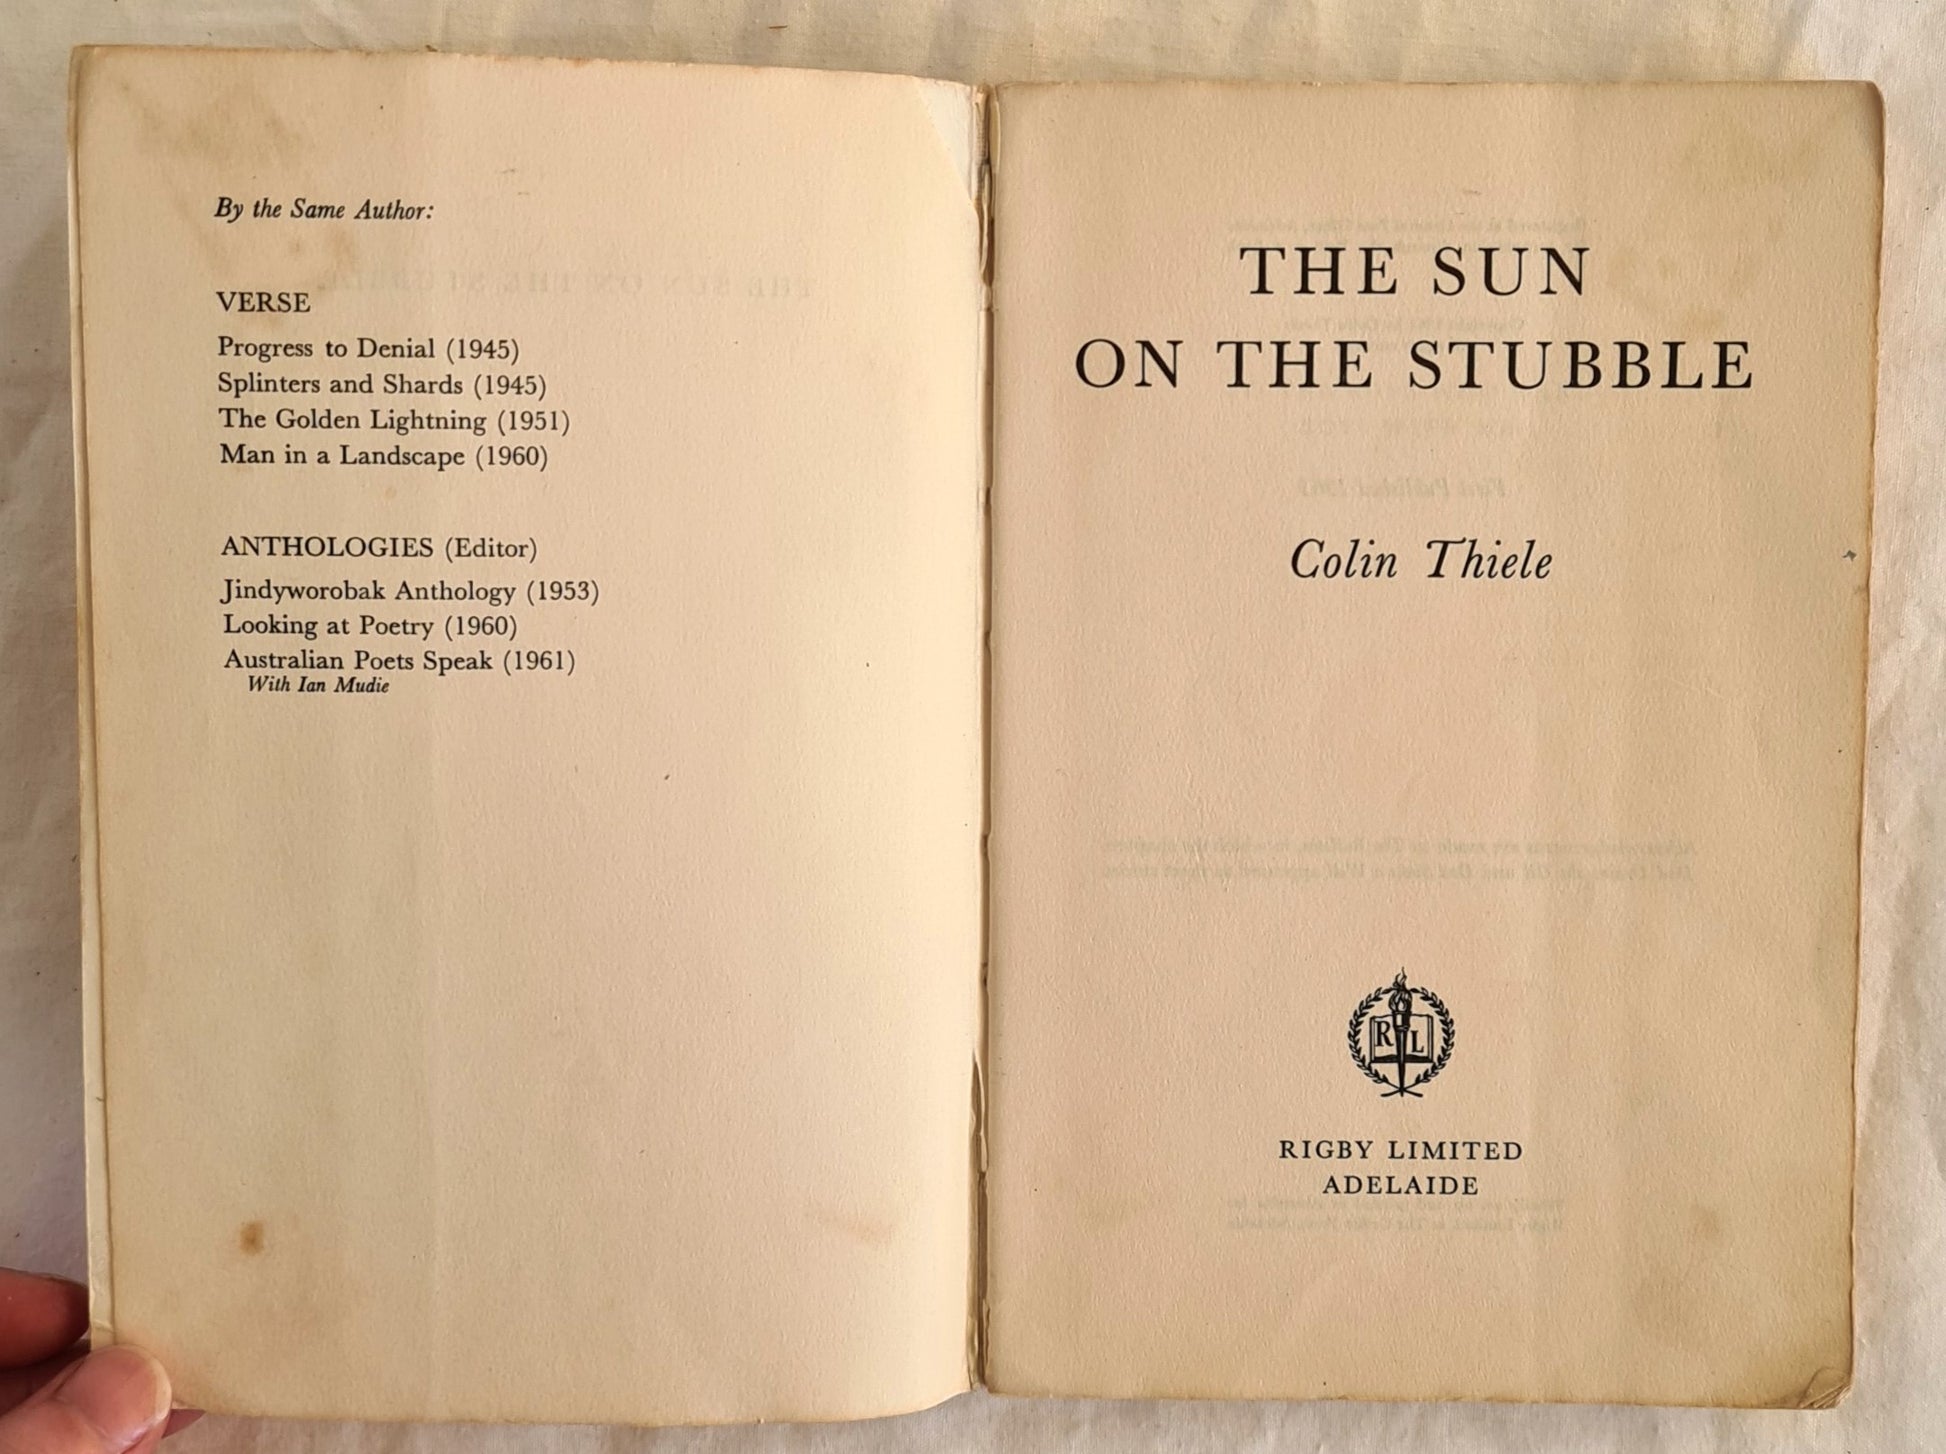 By the Same Author:
VERSE
Progress to Denial (1945)
Splinters and Shards (1945)
The Golden Lightning (1951)
Man in a Landscape (1960)
ANTHOLOGIES (Editor)
Jindyworobak Anthology (1953)
Looking at Poetry (1960)
Australian Poets Speak (1961)
With Ian Mudie
THE SUN
ON THE STUBBLE
Colin Thiele
R L
RIGBY LIMITED
ADELAIDE